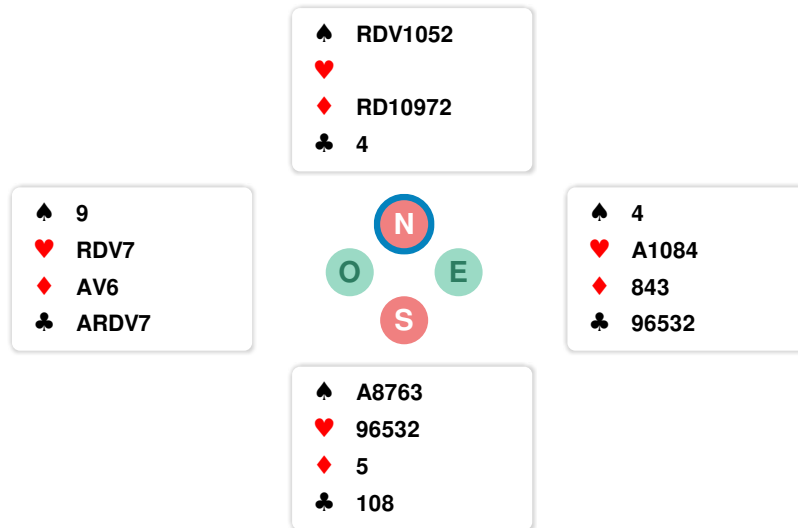 ♠ RDV1052
♥
♦ RD10972
♣ 4
♠ 9
♥ RDV7
♦ AV6
♣ ARDV7
N
O E
S
♠ 4
♥ A1084
♦ 843
♣ 96532
♠ A8763
♥ 96532
♦ 5
♣ 108